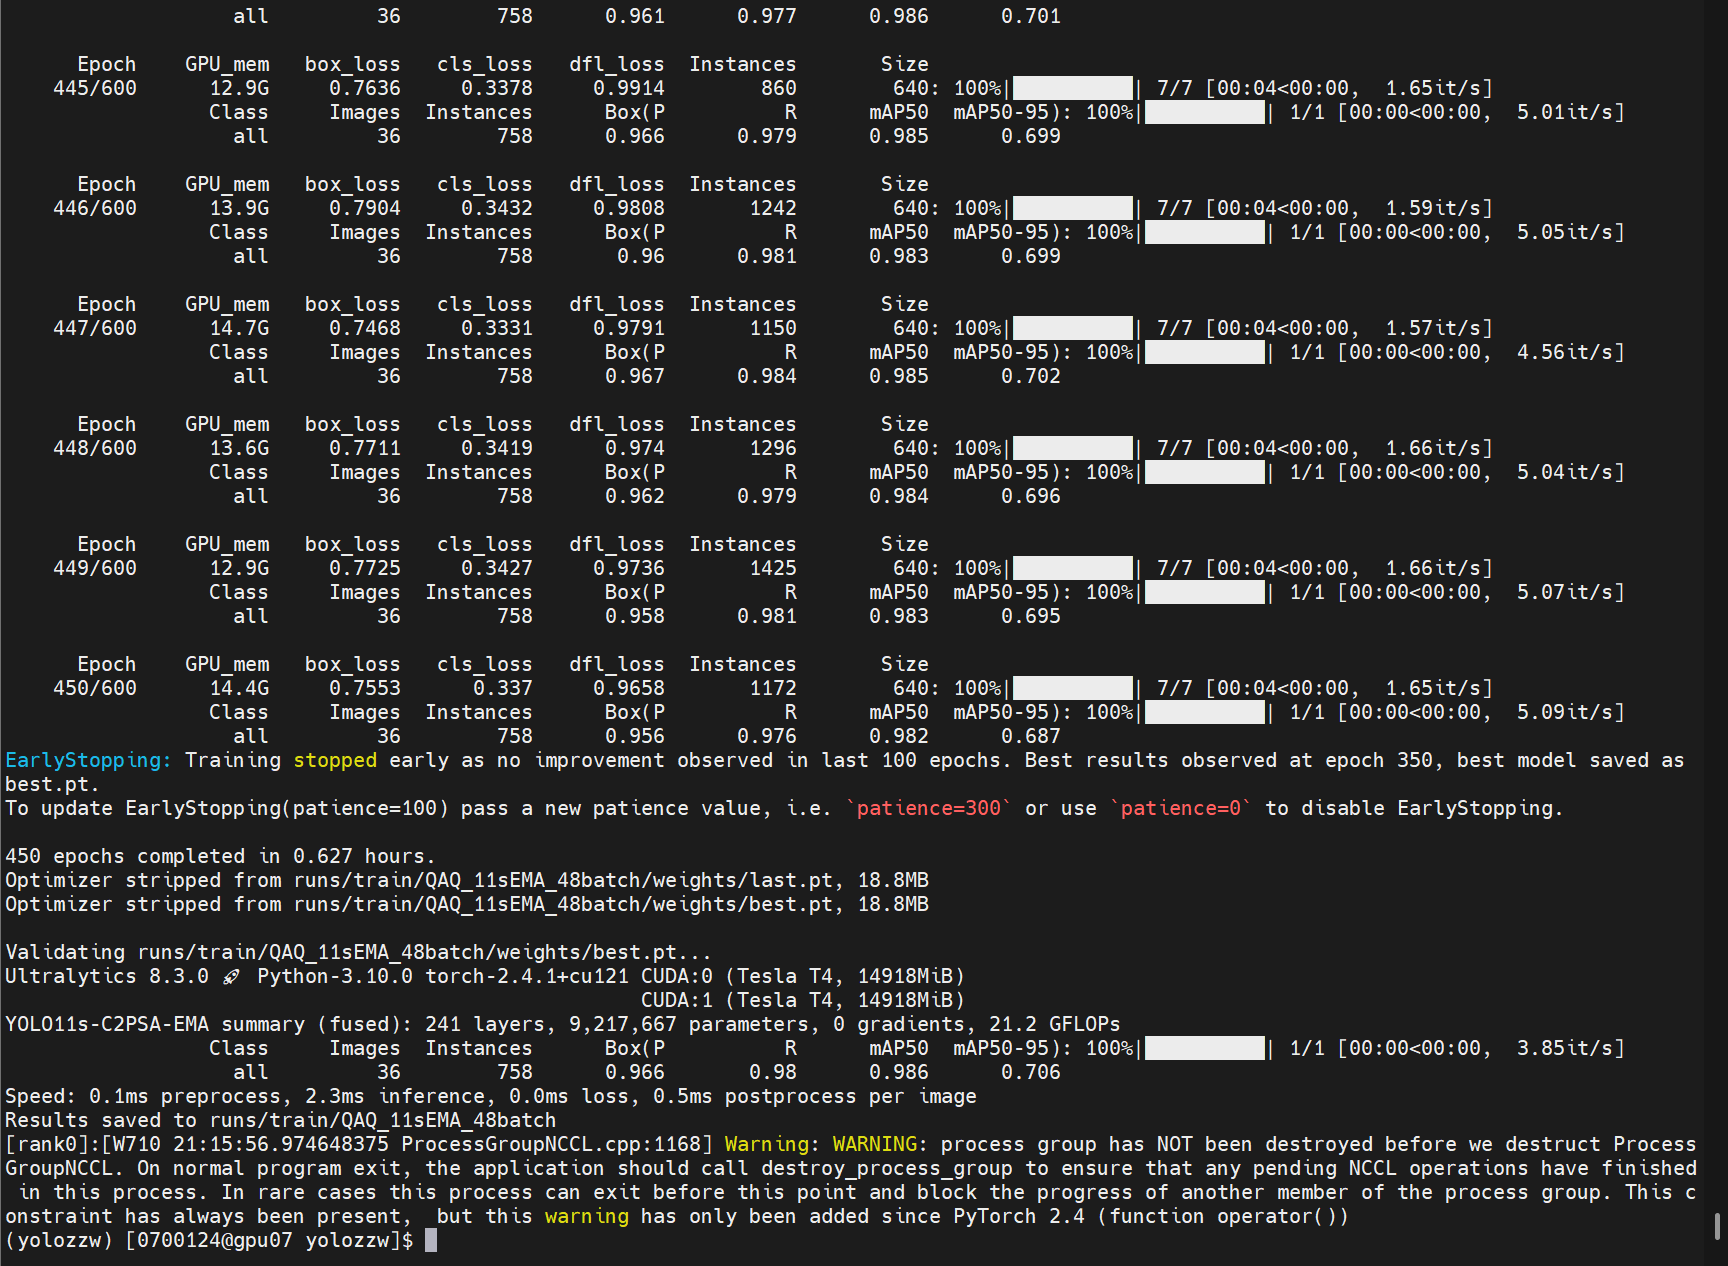 all 36 758 0.961 0.977 0.986 0.701
Epoch GPU_mem box_loss cls_loss dfl_loss Instances Size
445/600 12.9G 0.7636 0.3378 0.9914 860 640: 100%|██████████| 7/7 [00:04<00:00, 1.65it/s]
Class Images Instances Box(P R mAP50 mAP50-95): 100%|██████████| 1/1 [00:00<00:00, 5.01it/s]
all 36 758 0.966 0.979 0.985 0.699
Epoch GPU_mem box_loss cls_loss dfl_loss Instances Size
446/600 13.9G 0.7904 0.3432 0.9808 1242 640: 100%|██████████| 7/7 [00:04<00:00, 1.59it/s]
Class Images Instances Box(P R mAP50 mAP50-95): 100%|██████████| 1/1 [00:00<00:00, 5.05it/s]
all 36 758 0.96 0.981 0.983 0.699
Epoch GPU_mem box_loss cls_loss dfl_loss Instances Size
447/600 14.7G 0.7468 0.3331 0.9791 1150 640: 100%|██████████| 7/7 [00:04<00:00, 1.57it/s]
Class Images Instances Box(P R mAP50 mAP50-95): 100%|██████████| 1/1 [00:00<00:00, 4.56it/s]
all 36 758 0.967 0.984 0.985 0.702
Epoch GPU_mem box_loss cls_loss dfl_loss Instances Size
448/600 13.6G 0.7711 0.3419 0.974 1296 640: 100%|██████████| 7/7 [00:04<00:00, 1.66it/s]
Class Images Instances Box(P R mAP50 mAP50-95): 100%|██████████| 1/1 [00:00<00:00, 5.04it/s]
all 36 758 0.962 0.979 0.984 0.696
Epoch GPU_mem box_loss cls_loss dfl_loss Instances Size
449/600 12.9G 0.7725 0.3427 0.9736 1425 640: 100%|██████████| 7/7 [00:04<00:00, 1.66it/s]
Class Images Instances Box(P R mAP50 mAP50-95): 100%|██████████| 1/1 [00:00<00:00, 5.07it/s]
all 36 758 0.958 0.981 0.983 0.695
Epoch GPU_mem box_loss cls_loss dfl_loss Instances Size
450/600 14.4G 0.7553 0.337 0.9658 1172 640: 100%|██████████| 7/7 [00:04<00:00, 1.65it/s]
Class Images Instances Box(P R mAP50 mAP50-95): 100%|██████████| 1/1 [00:00<00:00, 5.09it/s]
all 36 758 0.956 0.976 0.982 0.687
EarlyStopping: Training stopped early as no improvement observed in last 100 epochs. Best results observed at epoch 350, best model saved as
best.pt.
To update EarlyStopping(patience=100) pass a new patience value, i.e. `patience=300` or use `patience=0` to disable EarlyStopping.
450 epochs completed in 0.627 hours.
Optimizer stripped from runs/train/QAQ_11sEMA_48batch/weights/last.pt, 18.8MB
Optimizer stripped from runs/train/QAQ_11sEMA_48batch/weights/best.pt, 18.8MB
Validating runs/train/QAQ_11sEMA_48batch/weights/best.pt...
Ultralytics 8.3.0 🚀 Python-3.10.0 torch-2.4.1+cu121 CUDA:0 (Tesla T4, 14918MiB)
CUDA:1 (Tesla T4, 14918MiB)
YOLO11s-C2PSA-EMA summary (fused): 241 layers, 9,217,667 parameters, 0 gradients, 21.2 GFLOPs
Class Images Instances Box(P R mAP50 mAP50-95): 100%|██████████| 1/1 [00:00<00:00, 3.85it/s]
all 36 758 0.966 0.98 0.986 0.706
Speed: 0.1ms preprocess, 2.3ms inference, 0.0ms loss, 0.5ms postprocess per image
Results saved to runs/train/QAQ_11sEMA_48batch
[rank0]:[W710 21:15:56.974648375 ProcessGroupNCCL.cpp:1168] Warning: WARNING: process group has NOT been destroyed before we destruct Process
GroupNCCL. On normal program exit, the application should call destroy_process_group to ensure that any pending NCCL operations have finished
in this process. In rare cases this process can exit before this point and block the progress of another member of the process group. This c
onstraint has always been present,  but this warning has only been added since PyTorch 2.4 (function operator())
(yolozzw) [0700124@gpu07 yolozzw]$